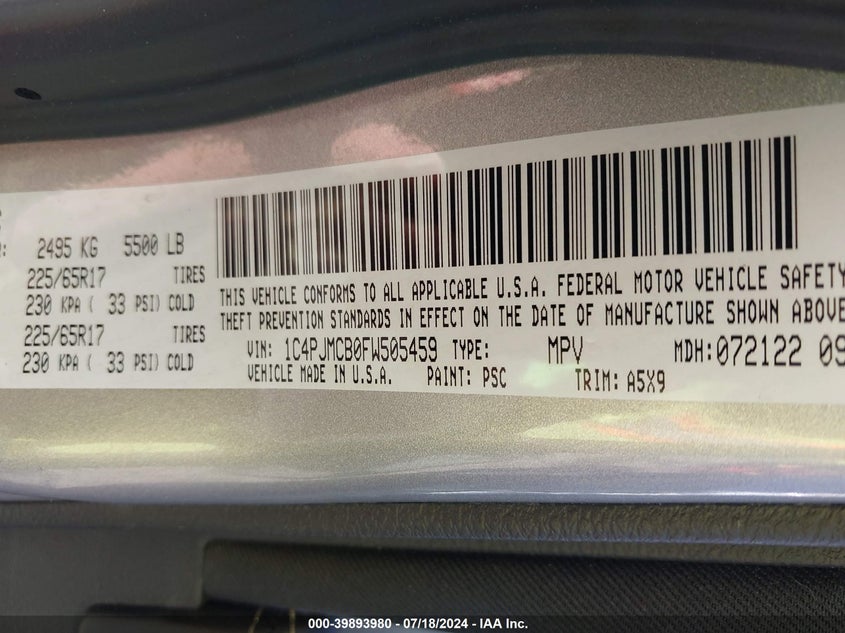 2495 KG 5500 LB
225/65R17 TIRES
230 KPA ( 33 PSI) COLD
225/65R17 TIRES
230 KPA ( 33 PSI) COLD
THIS VEHICLE CONFORMS TO ALL APPLICABLE U.S.A. FEDERAL MOTOR VEHICLE SAFETY
THEFT PREVENTION STANDARDS IN EFFECT ON THE DATE OF MANUFACTURE SHOWN ABOVE
VIN: 1C4PJMCB0FW505459 TYPE: MPV MDH:072122 09
VEHICLE MADE IN U.S.A. PAINT: PSC TRIM: A5X9
000-39893980 - 07/18/2024 - IAA Inc.